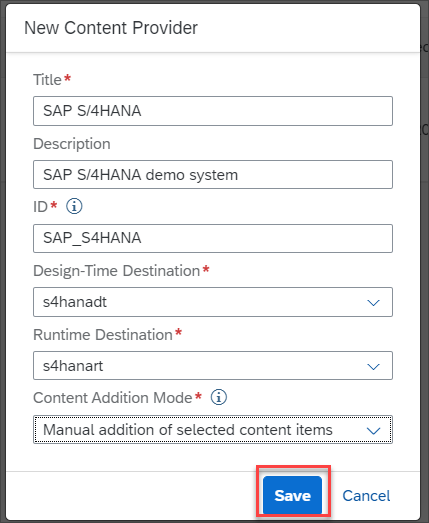 New Content Provider
Title*
SAP S/4HANA
Description
SAP S/4HANA demo system
ID*
SAP_S4HANA
Design-Time Destination*
s4hanadt
Runtime Destination*
s4hanart
Content Addition Mode*
Manual addition of selected content items
Save Cancel